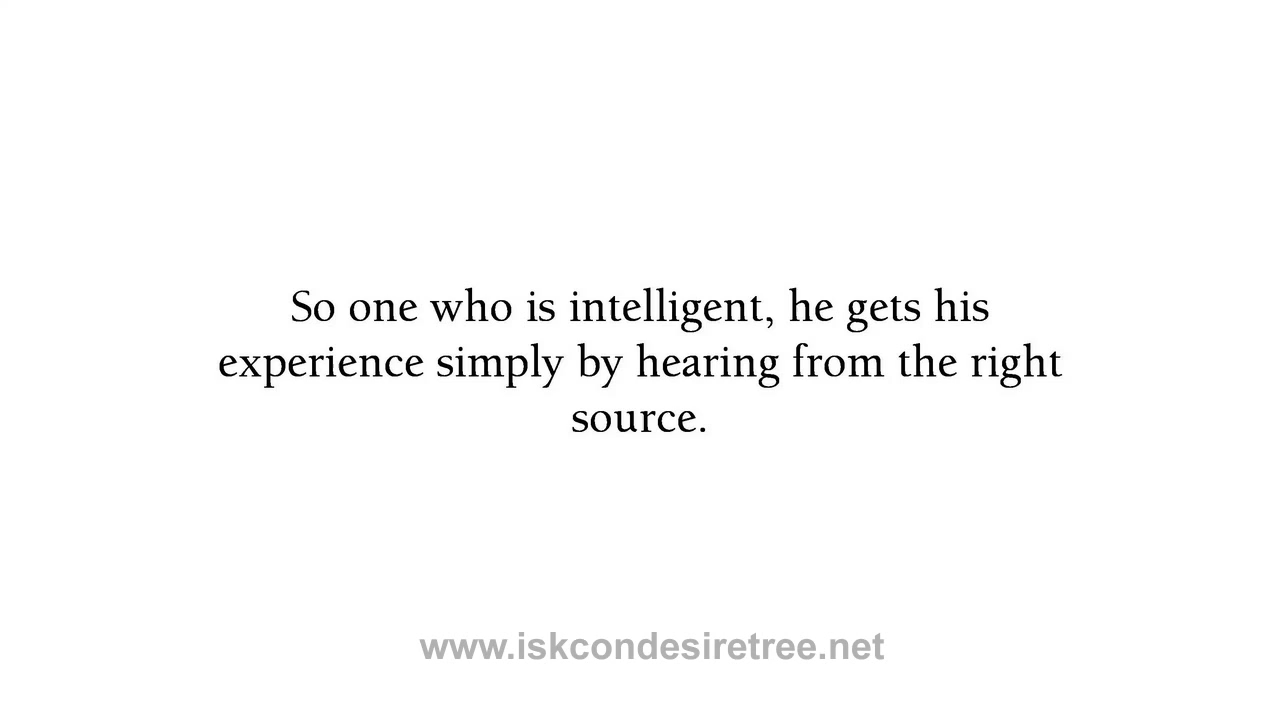 So one who is intelligent, he gets his
experience simply by hearing from the right
source.
www.iskcondesiretree.net